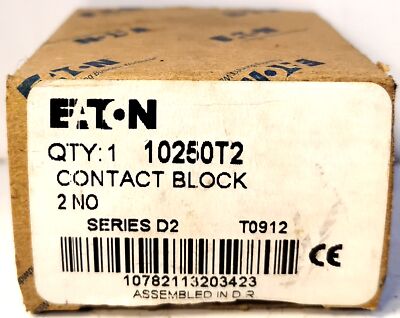 EATON
QTY: 1 10250T2
CONTACT BLOCK
2 NO
SERIES D2 T0912
CE
10782113203423
ASSEMBLED IN D.R.